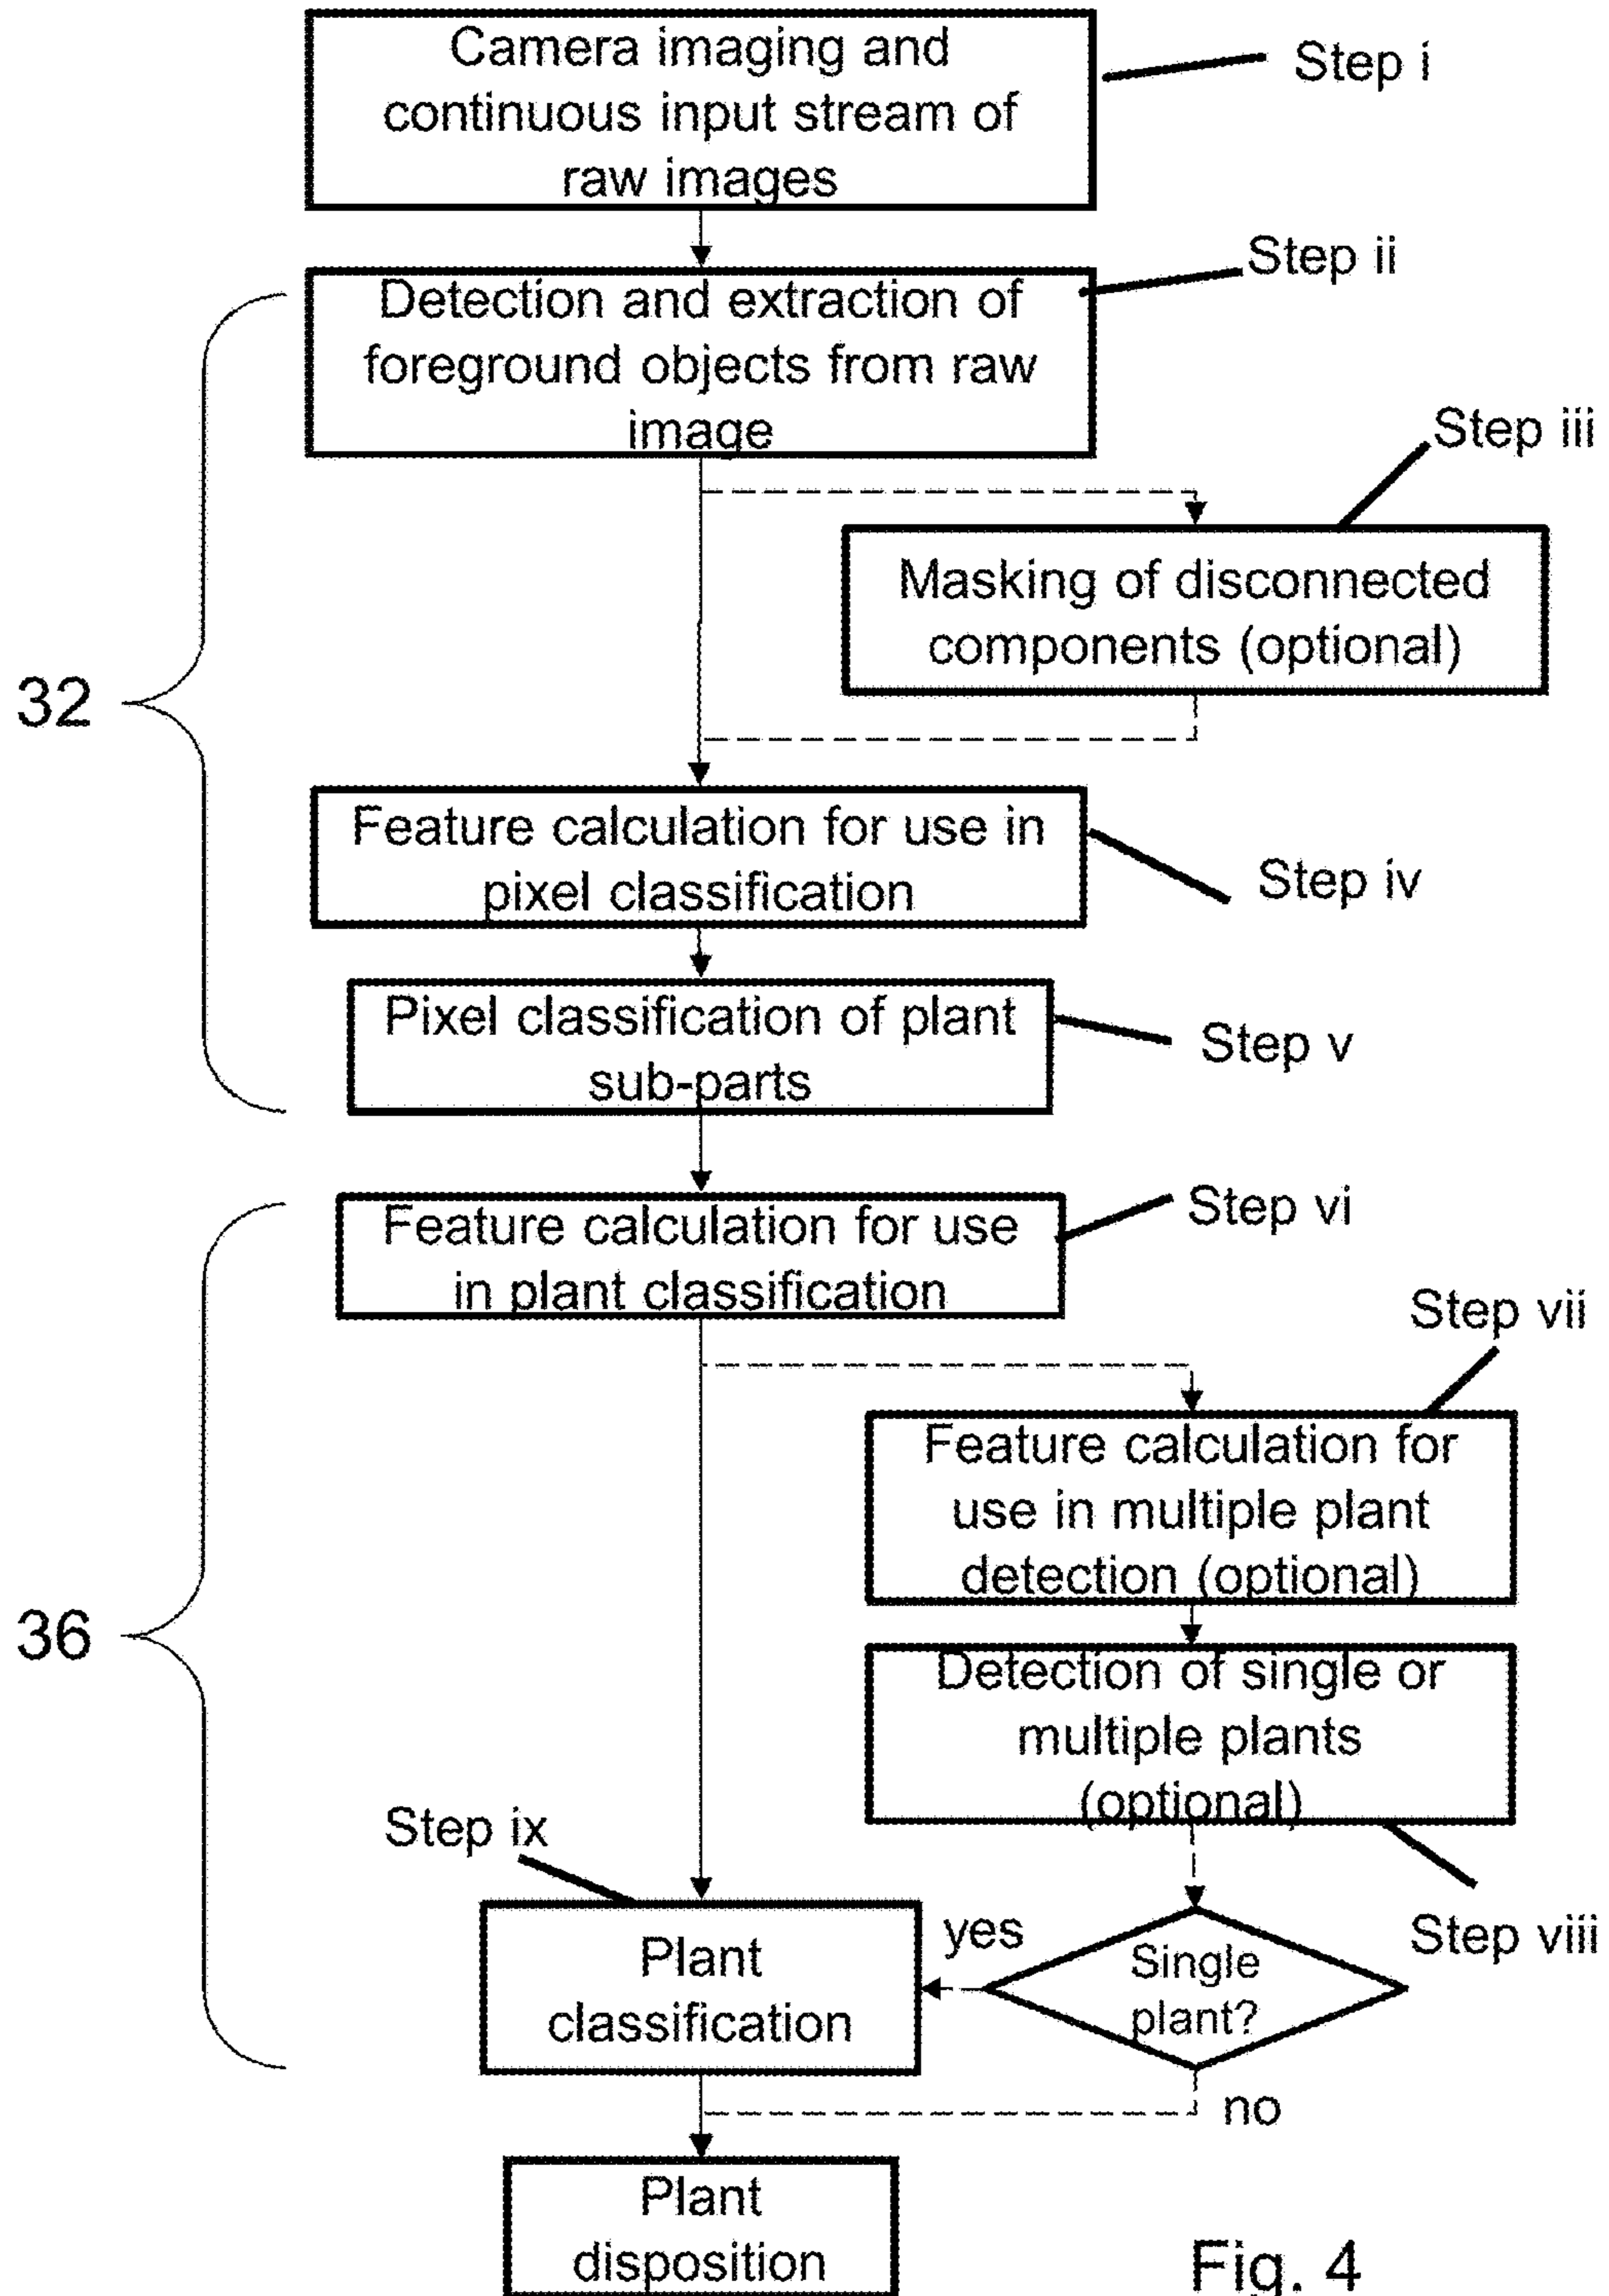 Camera imaging and
continuous input stream of
raw images
Step i
Detection and extraction of
foreground objects from raw
image
Step ii
Masking of disconnected
components (optional)
Step iii
32
Feature calculation for use in
pixel classification
Step iv
Pixel classification of plant
sub-parts
Step v
Feature calculation for use
in plant classification
Step vi
36
Feature calculation for
use in multiple plant
detection (optional)
Step vii
Detection of single or
multiple plants
(optional)
Step viii
Single
plant?
yes
no
Step ix
Plant
classification
Plant
disposition
Fig. 4